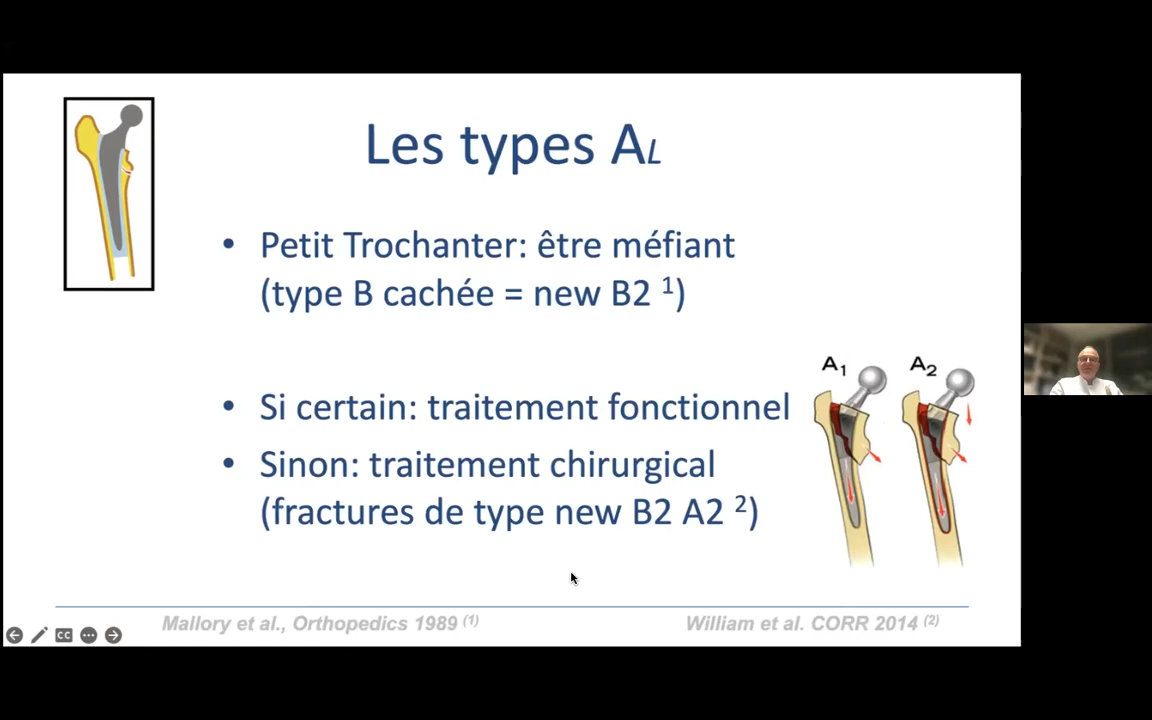 Les types AL
• Petit Trochanter: être méfiant
(type B cachée = new B2 ¹)
• Si certain: traitement fonctionnel
• Sinon: traitement chirurgical
(fractures de type new B2 A2 ²)
A₁ A₂
Mallory et al., Orthopedics 1989 ⁽¹⁾
William et al. CORR 2014 ⁽²⁾
CC